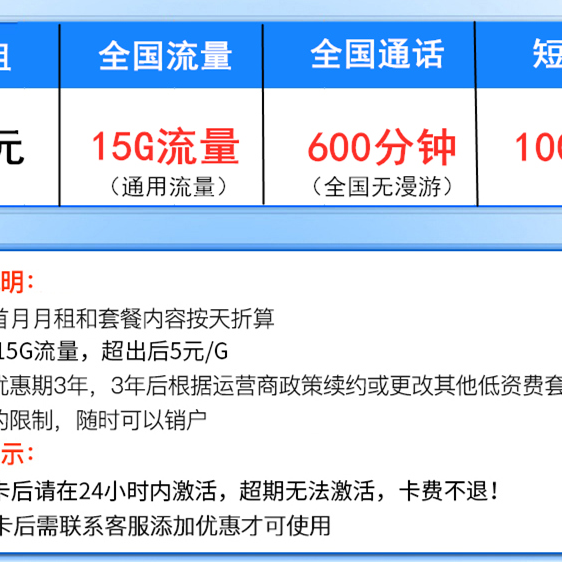 租 全国流量 全国通话 短
元 15G流量 600分钟 100
（通用流量） （全国无漫游）
明：
首月月租和套餐内容按天折算
15G流量，超出后5元/G
优惠期3年，3年后根据运营商政策续约或更改其他低资费套
的限制，随时可以销户
示：
卡后请在24小时内激活，超期无法激活，卡费不退！
卡后需联系客服添加优惠才可使用